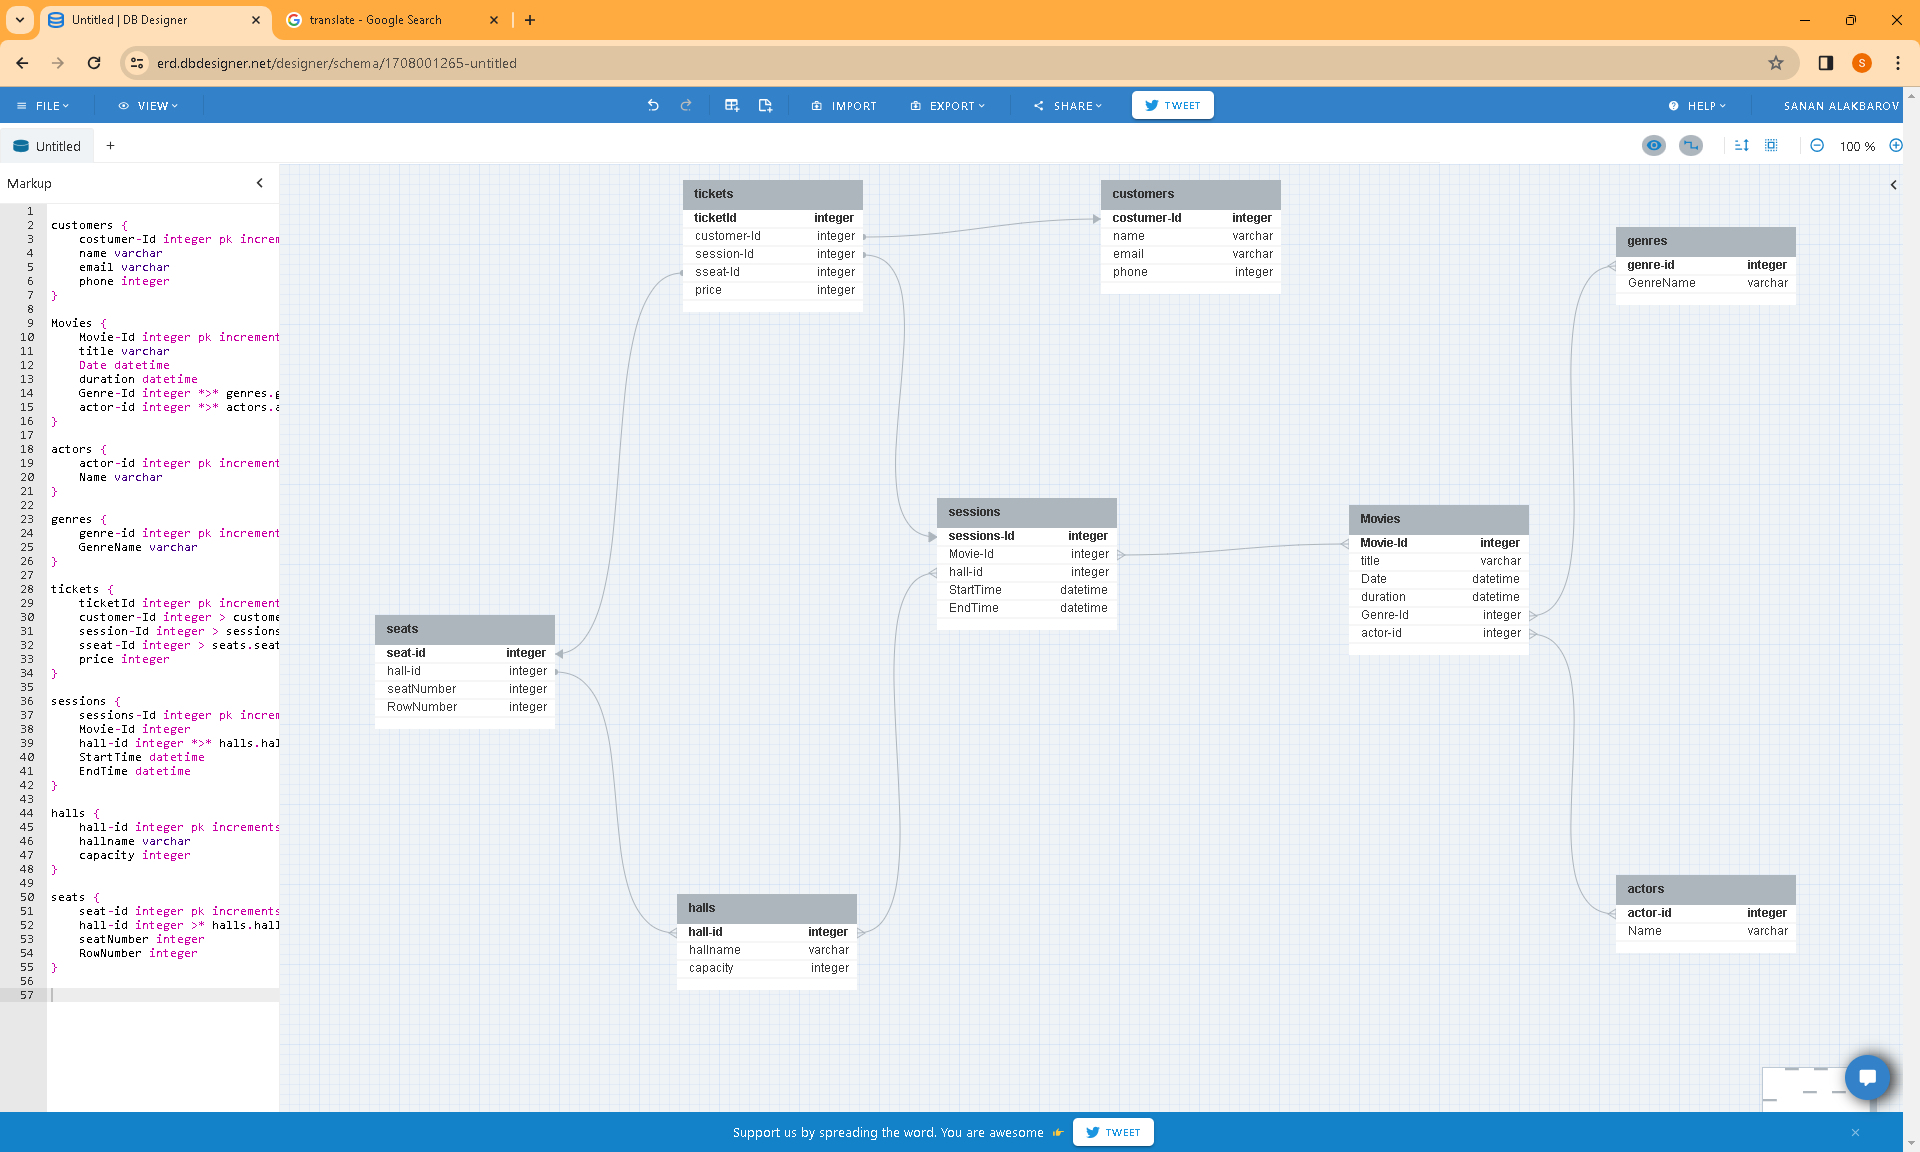 Untitled | DB Designer
translate - Google Search
erd.dbdesigner.net/designer/schema/1708001265-untitled
S
FILE
VIEW
IMPORT
EXPORT
SHARE
TWEET
HELP
SANAN ALAKBAROV
Untitled
+
100 %
Markup
1
2 customers {
3 costumer-Id integer pk increm
4 name varchar
5 email varchar
6 phone integer
7 }
8
9 Movies {
10 Movie-Id integer pk increment
11 title varchar
12 Date datetime
13 duration datetime
14 Genre-Id integer *>* genres.g
15 actor-id integer *>* actors.a
16 }
17
18 actors {
19 actor-id integer pk increment
20 Name varchar
21 }
22
23 genres {
24 genre-id integer pk increment
25 GenreName varchar
26 }
27
28 tickets {
29 ticketId integer pk increment
30 customer-Id integer > custome
31 session-Id integer > sessions
32 sseat-Id integer > seats.seat
33 price integer
34 }
35
36 sessions {
37 sessions-Id integer pk increm
38 Movie-Id integer
39 hall-id integer *>* halls.hal
40 StartTime datetime
41 EndTime datetime
42 }
43
44 halls {
45 hall-id integer pk increments
46 hallname varchar
47 capacity integer
48 }
49
50 seats {
51 seat-id integer pk increments
52 hall-id integer >* halls.hall
53 seatNumber integer
54 RowNumber integer
55 }
56
57
tickets
ticketId integer
customer-Id integer
session-Id integer
sseat-Id integer
price integer
customers
costumer-Id integer
name varchar
email varchar
phone integer
genres
genre-id integer
GenreName varchar
sessions
sessions-Id integer
Movie-Id integer
hall-id integer
StartTime datetime
EndTime datetime
Movies
Movie-Id integer
title varchar
Date datetime
duration datetime
Genre-Id integer
actor-id integer
seats
seat-id integer
hall-id integer
seatNumber integer
RowNumber integer
halls
hall-id integer
hallname varchar
capacity integer
actors
actor-id integer
Name varchar
Support us by spreading the word. You are awesome 👉
TWEET